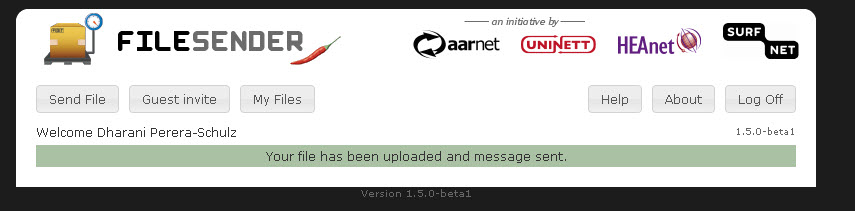 an initiative by
FILESENDER
aarnet
UNINETT
HEAnet
SURF
NET
Send File
Guest invite
My Files
Help
About
Log Off
Welcome Dharani Perera-Schulz
1.5.0-beta1
Your file has been uploaded and message sent.
Version 1.5.0-beta1